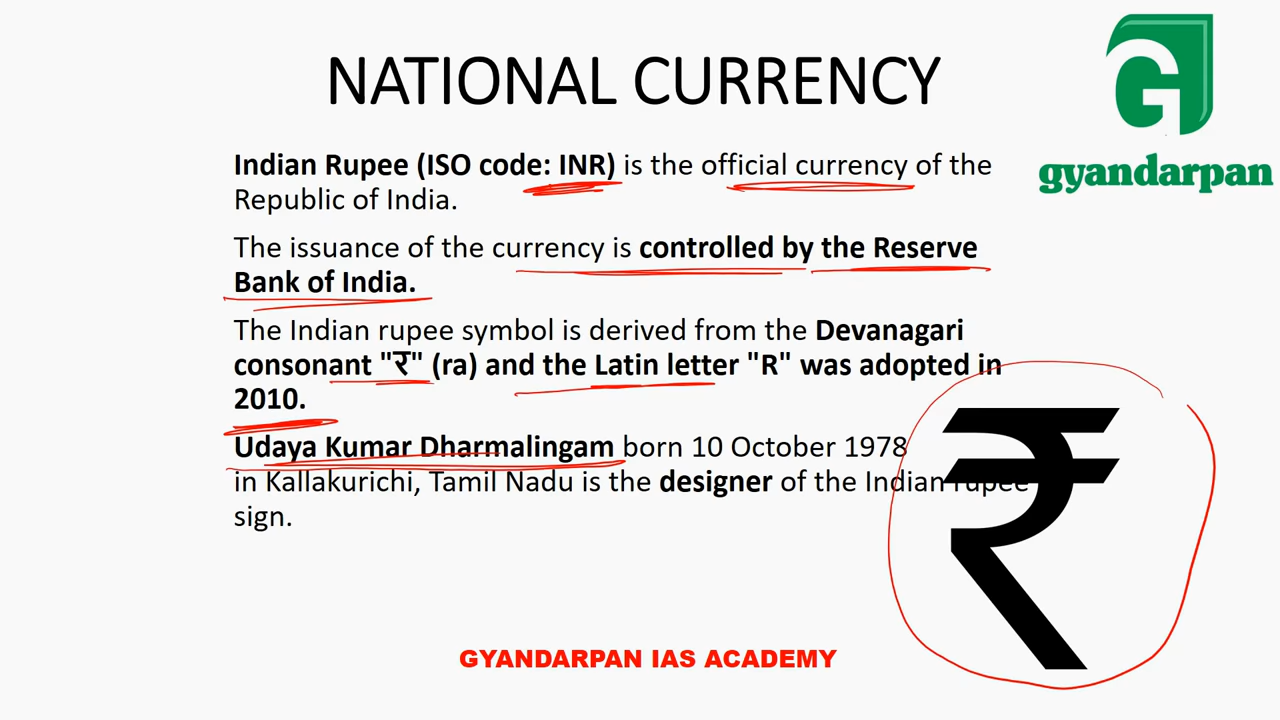 NATIONAL CURRENCY
gyandarpan
Indian Rupee (ISO code: INR) is the official currency of the
Republic of India.
The issuance of the currency is controlled by the Reserve
Bank of India.
The Indian rupee symbol is derived from the Devanagari
consonant "र" (ra) and the Latin letter "R" was adopted in
2010.
Udaya Kumar Dharmalingam born 10 October 1978
in Kallakurichi, Tamil Nadu is the designer of the Indian rupee
sign.
₹
GYANDARPAN IAS ACADEMY